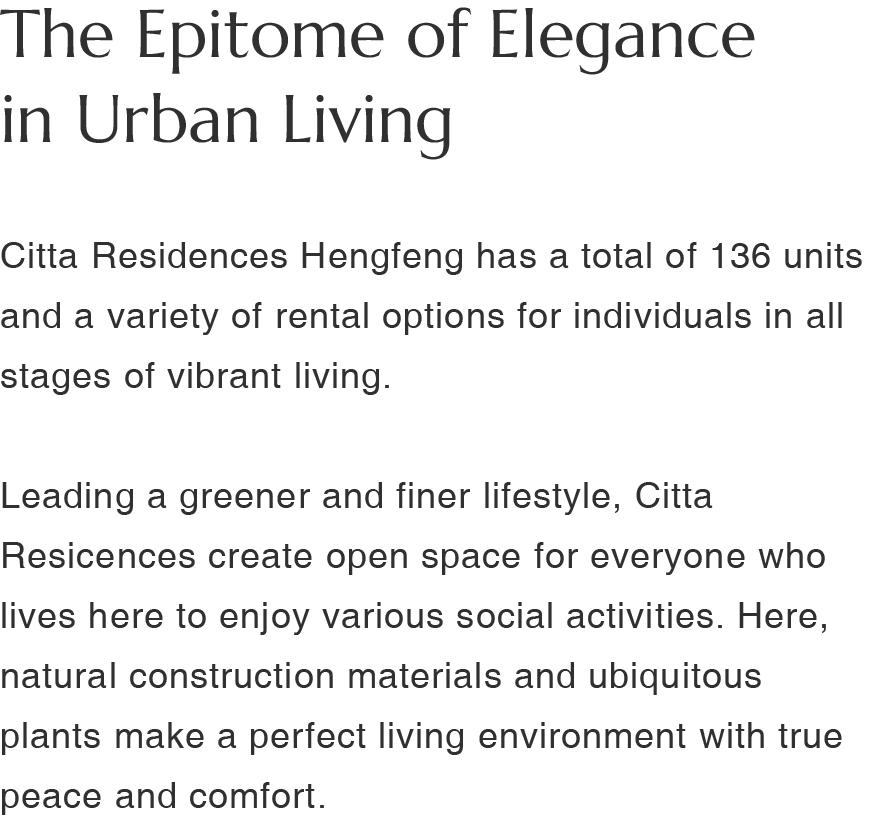 The Epitome of Elegance
in Urban Living
Citta Residences Hengfeng has a total of 136 units
and a variety of rental options for individuals in all
stages of vibrant living.
Leading a greener and finer lifestyle, Citta
Resicences create open space for everyone who
lives here to enjoy various social activities. Here,
natural construction materials and ubiquitous
plants make a perfect living environment with true
peace and comfort.